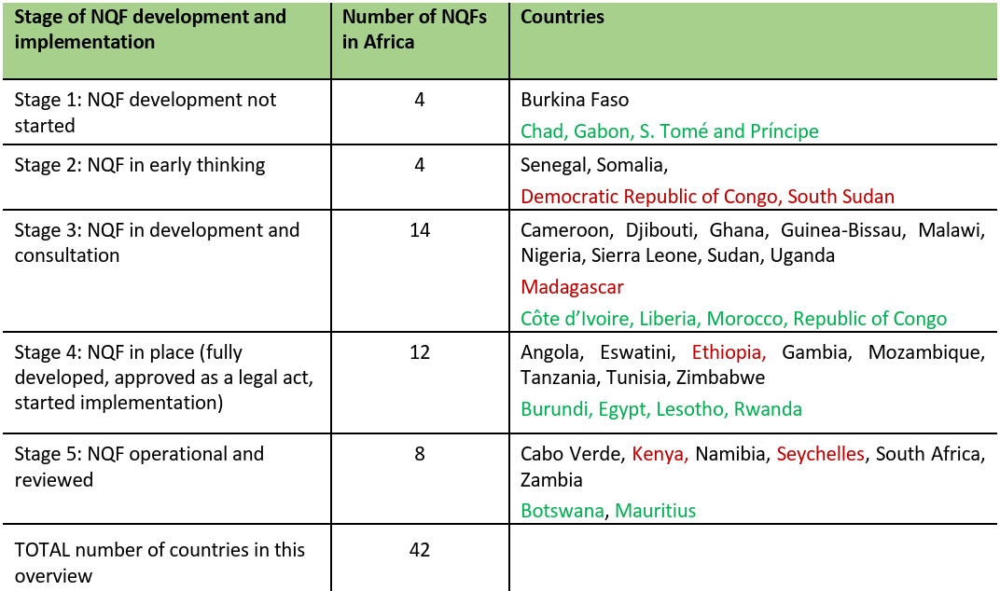 Stage of NQF development and
implementation
Number of NQFs
in Africa
Countries
Stage 1: NQF development not
started
4
Burkina Faso
Chad, Gabon, S. Tomé and Príncipe
Stage 2: NQF in early thinking
4
Senegal, Somalia,
Democratic Republic of Congo, South Sudan
Stage 3: NQF in development and
consultation
14
Cameroon, Djibouti, Ghana, Guinea-Bissau, Malawi,
Nigeria, Sierra Leone, Sudan, Uganda
Madagascar
Côte d’Ivoire, Liberia, Morocco, Republic of Congo
Stage 4: NQF in place (fully
developed, approved as a legal act,
started implementation)
12
Angola, Eswatini, Ethiopia, Gambia, Mozambique,
Tanzania, Tunisia, Zimbabwe
Burundi, Egypt, Lesotho, Rwanda
Stage 5: NQF operational and
reviewed
8
Cabo Verde, Kenya, Namibia, Seychelles, South Africa,
Zambia
Botswana, Mauritius
TOTAL number of countries in this
overview
42